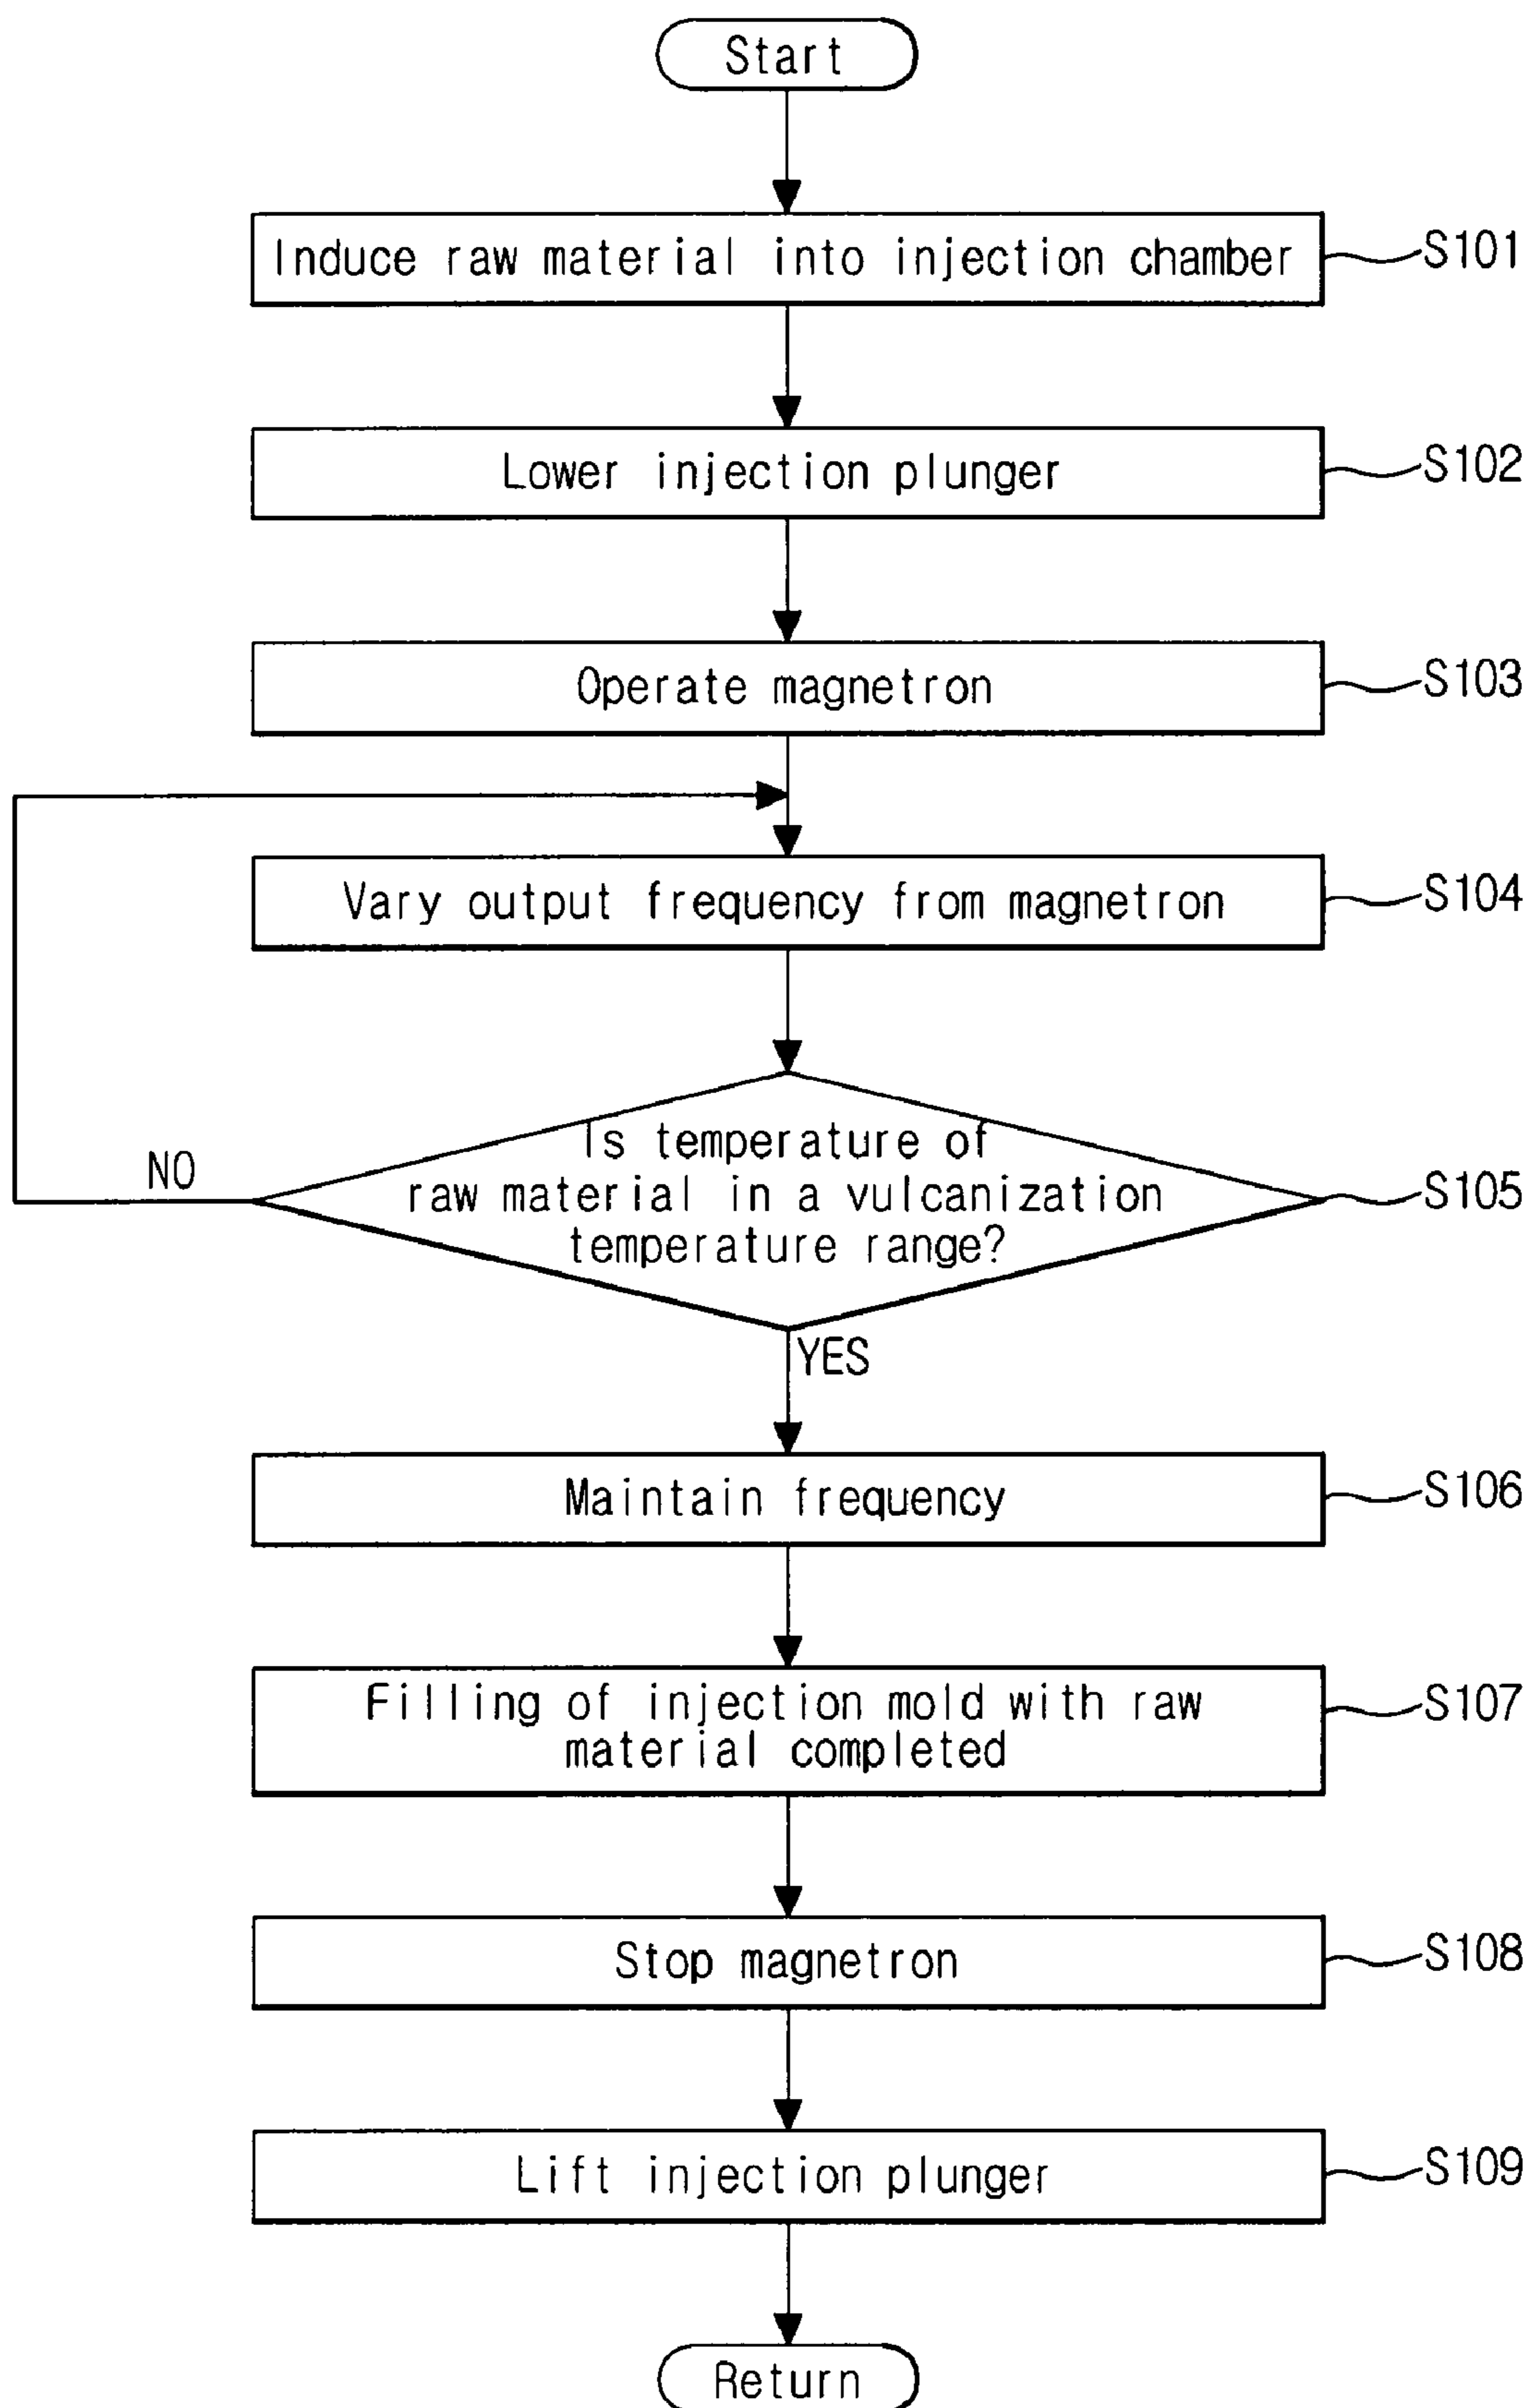 Start
Induce raw material into injection chamber
S101
Lower injection plunger
S102
Operate magnetron
S103
Vary output frequency from magnetron
S104
Is temperature of
raw material in a vulcanization
temperature range?
S105
NO
YES
Maintain frequency
S106
Filling of injection mold with raw
material completed
S107
Stop magnetron
S108
Lift injection plunger
S109
Return